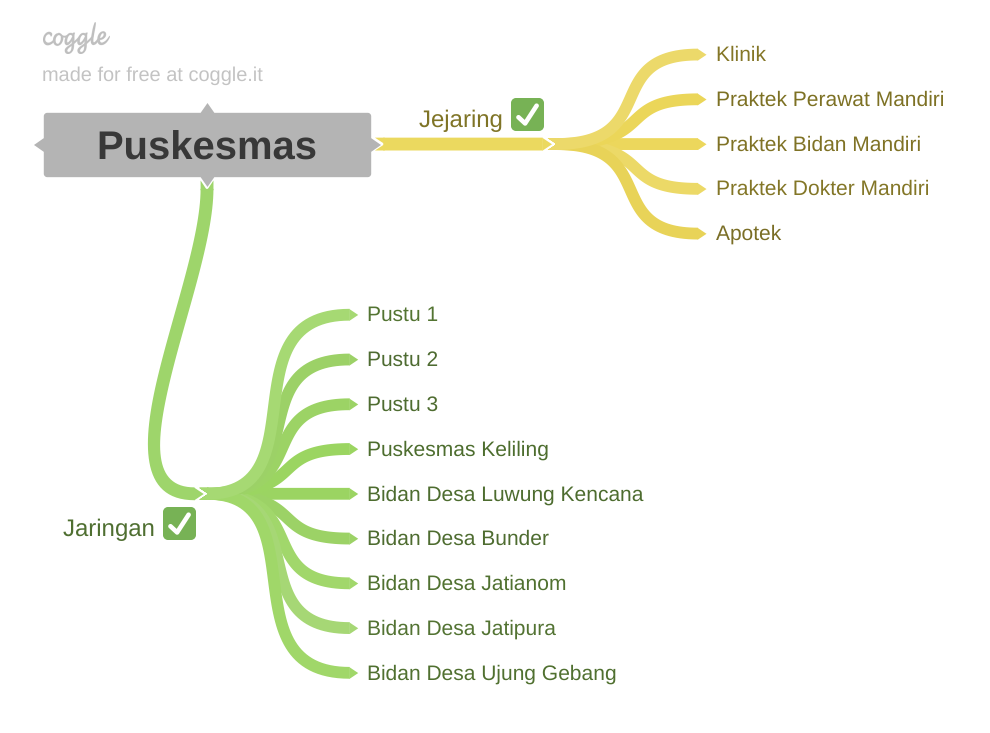 coggle
made for free at coggle.it
Puskesmas
Jejaring
Klinik
Praktek Perawat Mandiri
Praktek Bidan Mandiri
Praktek Dokter Mandiri
Apotek
Jaringan
Pustu 1
Pustu 2
Pustu 3
Puskesmas Keliling
Bidan Desa Luwung Kencana
Bidan Desa Bunder
Bidan Desa Jatianom
Bidan Desa Jatipura
Bidan Desa Ujung Gebang